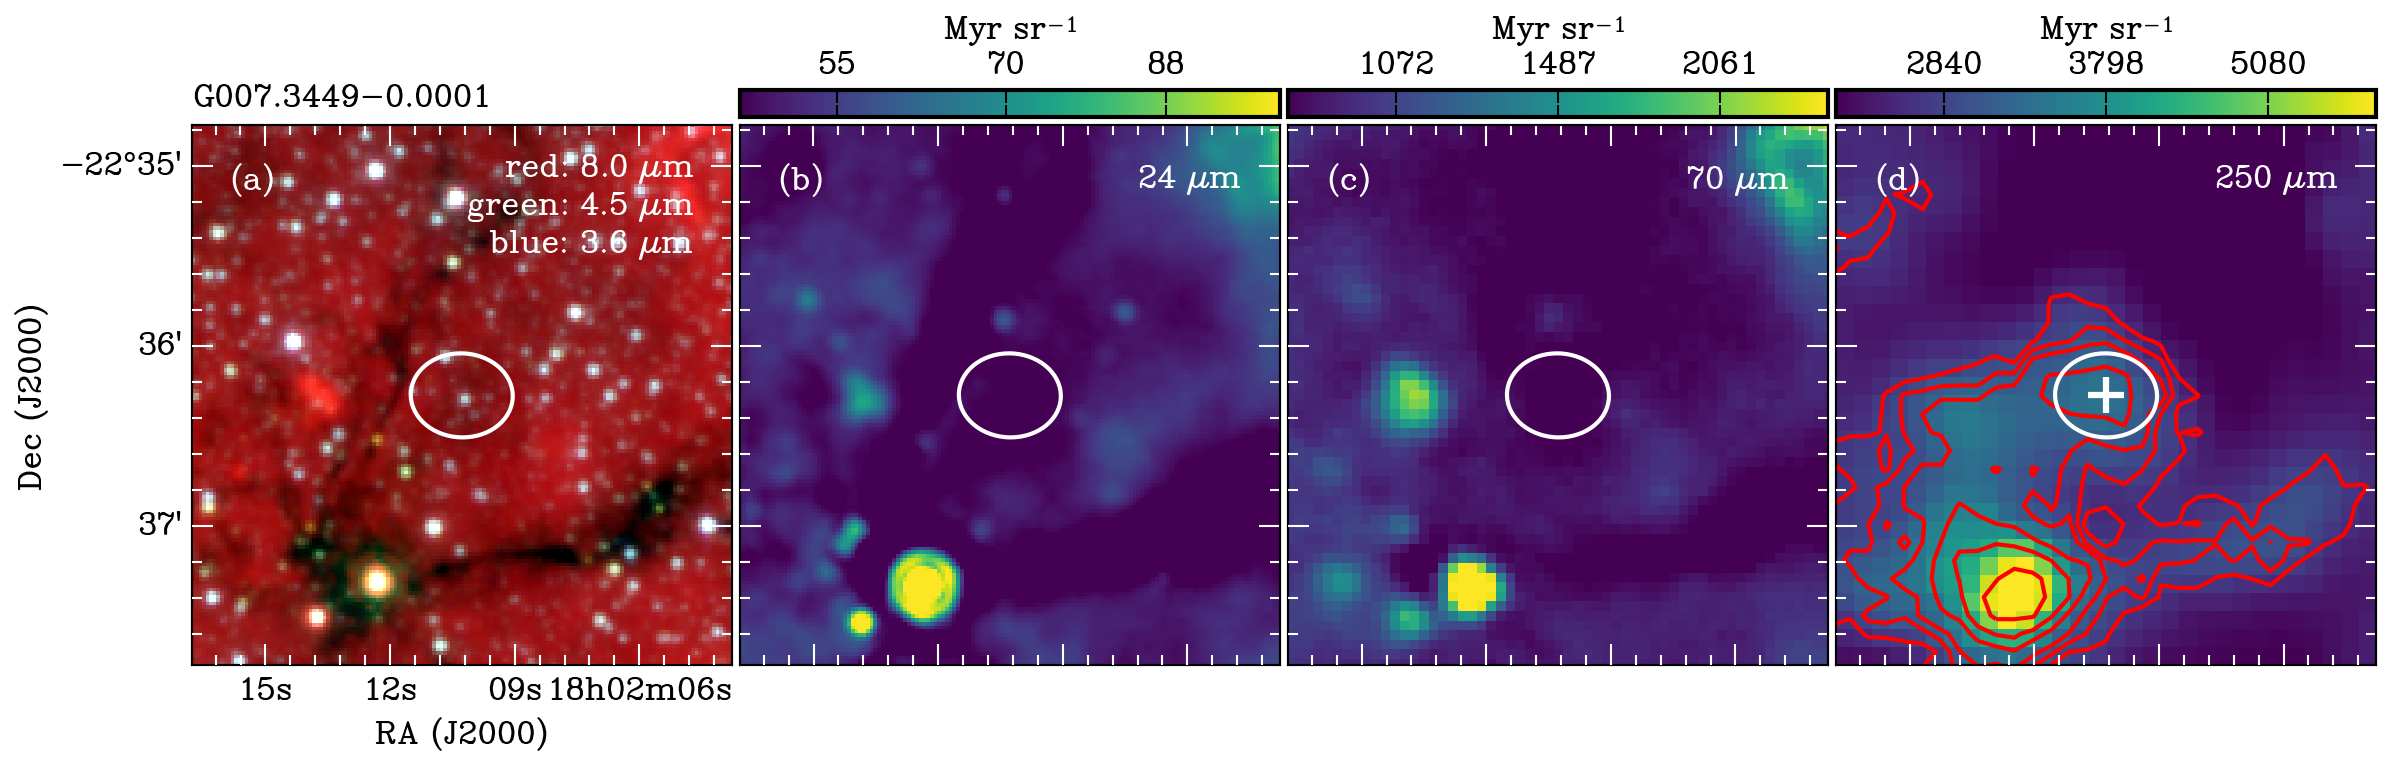 Myr sr⁻¹ Myr sr⁻¹ Myr sr⁻¹
55 70 88 1072 1487 2061 2840 3798 5080
G007.3449−0.0001
(a) red: 8.0 μm
green: 4.5 μm
blue: 3.6 μm
(b) 24 μm
(c) 70 μm
(d) 250 μm
−22°35'
36'
37'
Dec (J2000)
15s 12s 09s 18h02m06s
RA (J2000)